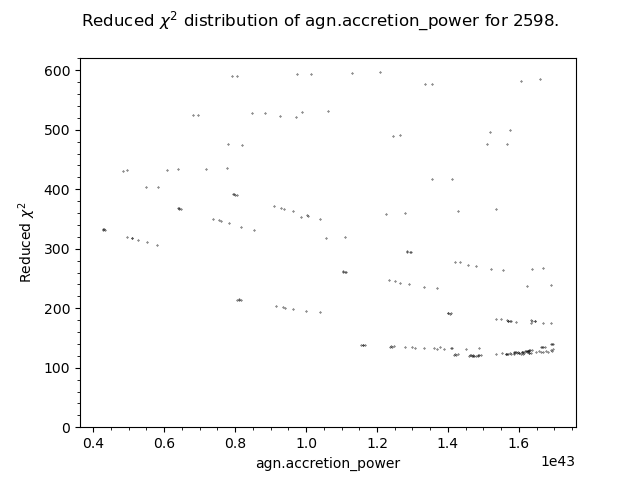 Reduced χ² distribution of agn.accretion_power for 2598.
600
500
400
300
200
100
0
Reduced χ²
0.4 0.6 0.8 1.0 1.2 1.4 1.6
1e43
agn.accretion_power